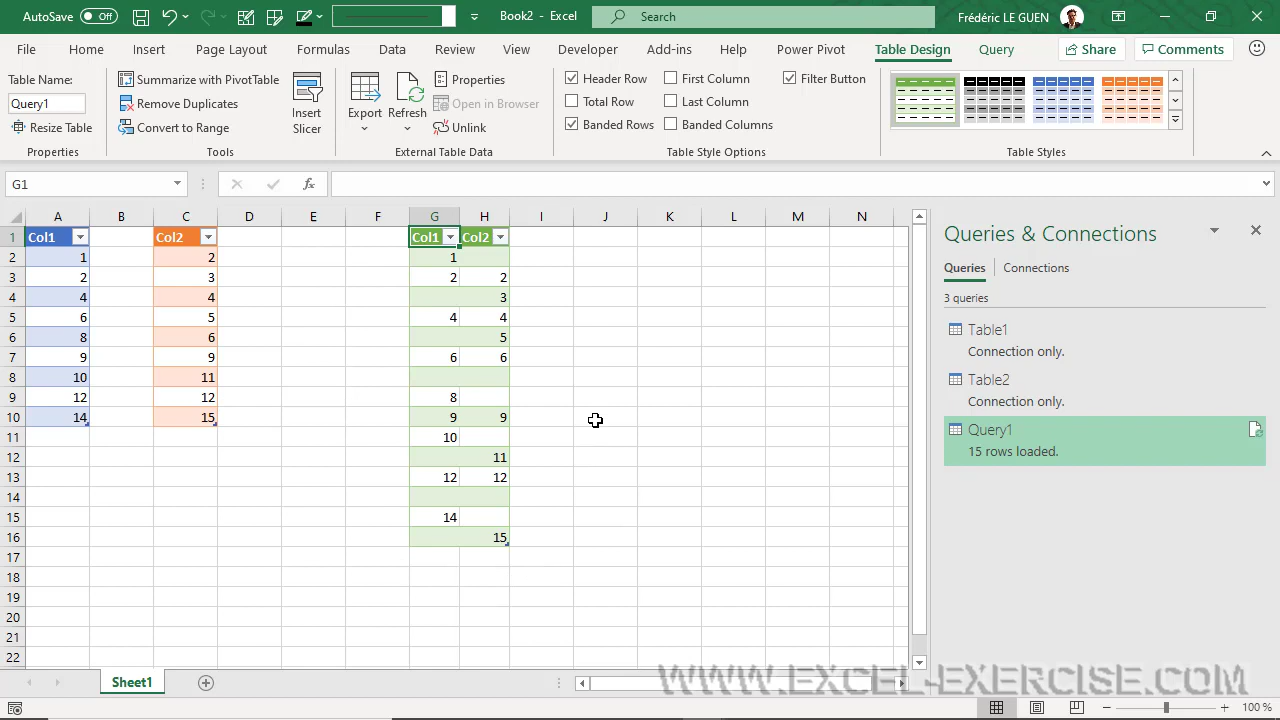 AutoSave Off Book2 - Excel Search Frédéric LE GUEN
File Home Insert Page Layout Formulas Data Review View Developer Add-ins Help Power Pivot Table Design Query Share Comments
Table Name:
Query1
Resize Table
Properties
Summarize with PivotTable
Remove Duplicates
Convert to Range
Insert
Slicer
Tools
Export
Refresh
Properties
Open in Browser
Unlink
External Table Data
Header Row First Column Filter Button
Total Row Last Column
Banded Rows Banded Columns
Table Style Options
Table Styles
G1 fx
A B C D E F G H I J K L M N
1 Col1 Col2 Col1 Col2
2 1 2 1
3 2 3 2 2
4 4 4 3
5 6 5 4 4
6 8 6 5
7 9 9 6 6
8 10 11
9 12 12 8
10 14 15 9 9
11 10
12 11
13 12 12
14
15 14
16 15
17
18
19
20
21
22
Queries & Connections
Queries Connections
3 queries
Table1
Connection only.
Table2
Connection only.
Query1
15 rows loaded.
Sheet1
WWW.EXCEL-EXERCISE.COM
100 %